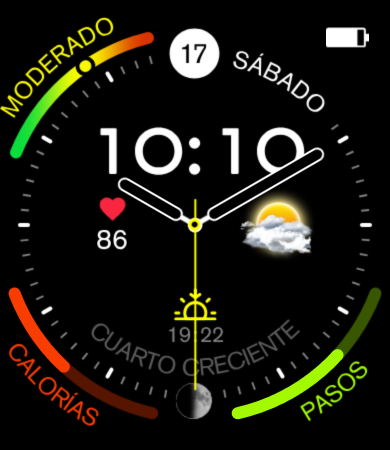 MODERADO
17
SÁBADO
10:10
86
19:22
CUARTO CRECIENTE
CALORÍAS
PASOS